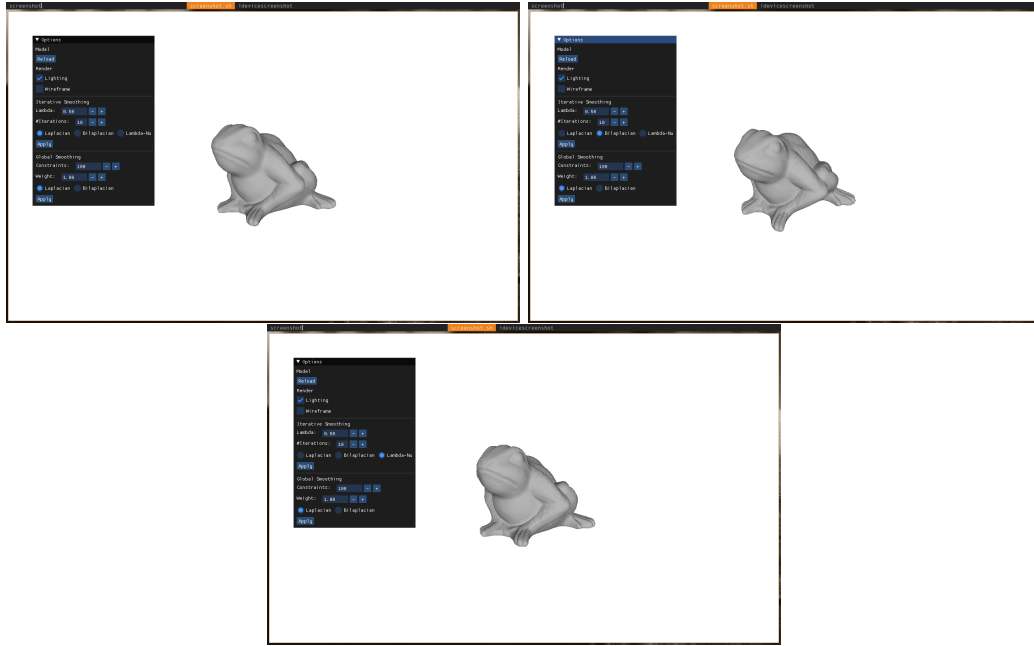 screenshot screenshot.sh idevicescreenshot
▼ Options
Model
Reload
Render
Lighting
Wireframe
Iterative Smoothing
Lambda: 0.50 - +
#Iterations: 10 - +
Laplacian Bilaplacian Lambda-Nu
Apply
Global Smoothing
Constraints: 100 - +
Weight: 1.00 - +
Laplacian Bilaplacian
Apply
screenshot screenshot.sh idevicescreenshot
▼ Options
Model
Reload
Render
Lighting
Wireframe
Iterative Smoothing
Lambda: 0.50 - +
#Iterations: 10 - +
Laplacian Bilaplacian Lambda-Nu
Apply
Global Smoothing
Constraints: 100 - +
Weight: 1.00 - +
Laplacian Bilaplacian
Apply
screenshot screenshot.sh idevicescreenshot
▼ Options
Model
Reload
Render
Lighting
Wireframe
Iterative Smoothing
Lambda: 0.50 - +
#Iterations: 10 - +
Laplacian Bilaplacian Lambda-Nu
Apply
Global Smoothing
Constraints: 100 - +
Weight: 1.00 - +
Laplacian Bilaplacian
Apply